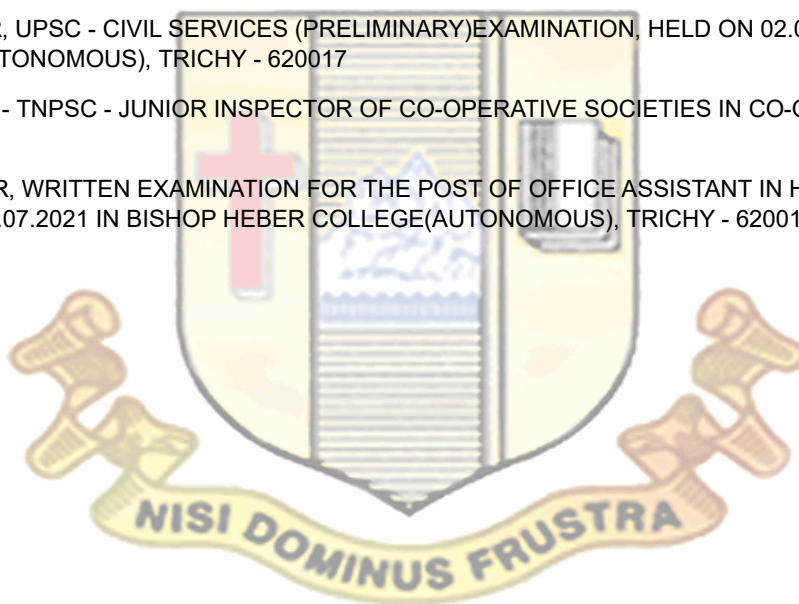 , UPSC - CIVIL SERVICES (PRELIMINARY)EXAMINATION, HELD ON 02.0
TONOMOUS), TRICHY - 620017
- TNPSC - JUNIOR INSPECTOR OF CO-OPERATIVE SOCIETIES IN CO-O
R, WRITTEN EXAMINATION FOR THE POST OF OFFICE ASSISTANT IN H
.07.2021 IN BISHOP HEBER COLLEGE(AUTONOMOUS), TRICHY - 62001
NISI DOMINUS FRUSTRA